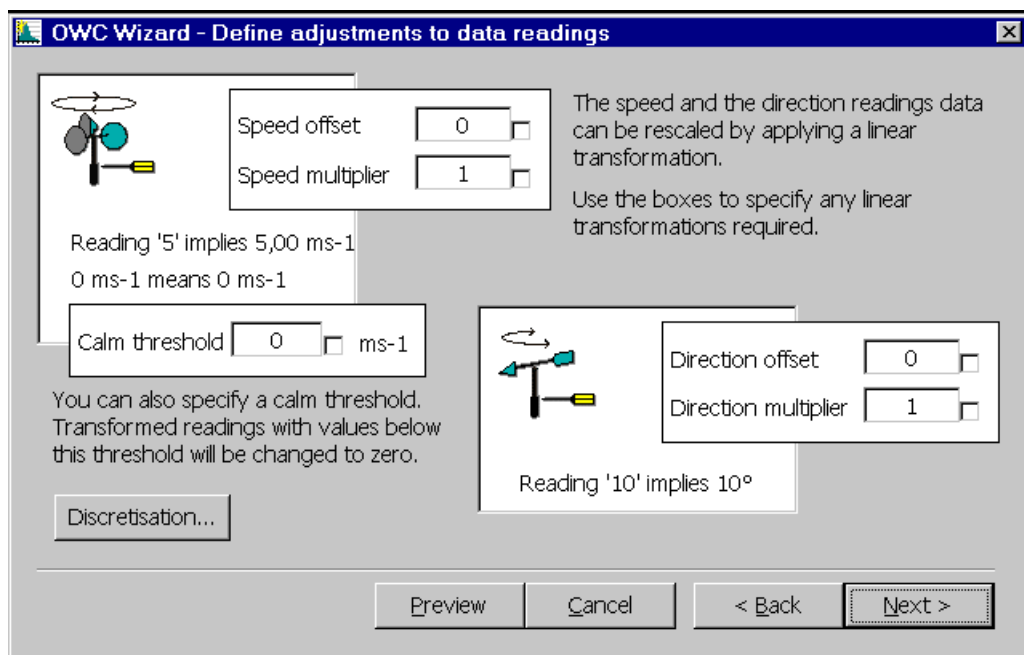 OWC Wizard - Define adjustments to data readings
Speed offset 0
Speed multiplier 1
Reading '5' implies 5,00 ms-1
0 ms-1 means 0 ms-1
Calm threshold 0 ms-1
You can also specify a calm threshold.
Transformed readings with values below
this threshold will be changed to zero.
Discretisation...
The speed and the direction readings data
can be rescaled by applying a linear
transformation.
Use the boxes to specify any linear
transformations required.
Direction offset 0
Direction multiplier 1
Reading '10' implies 10°
Preview
Cancel
< Back
Next >